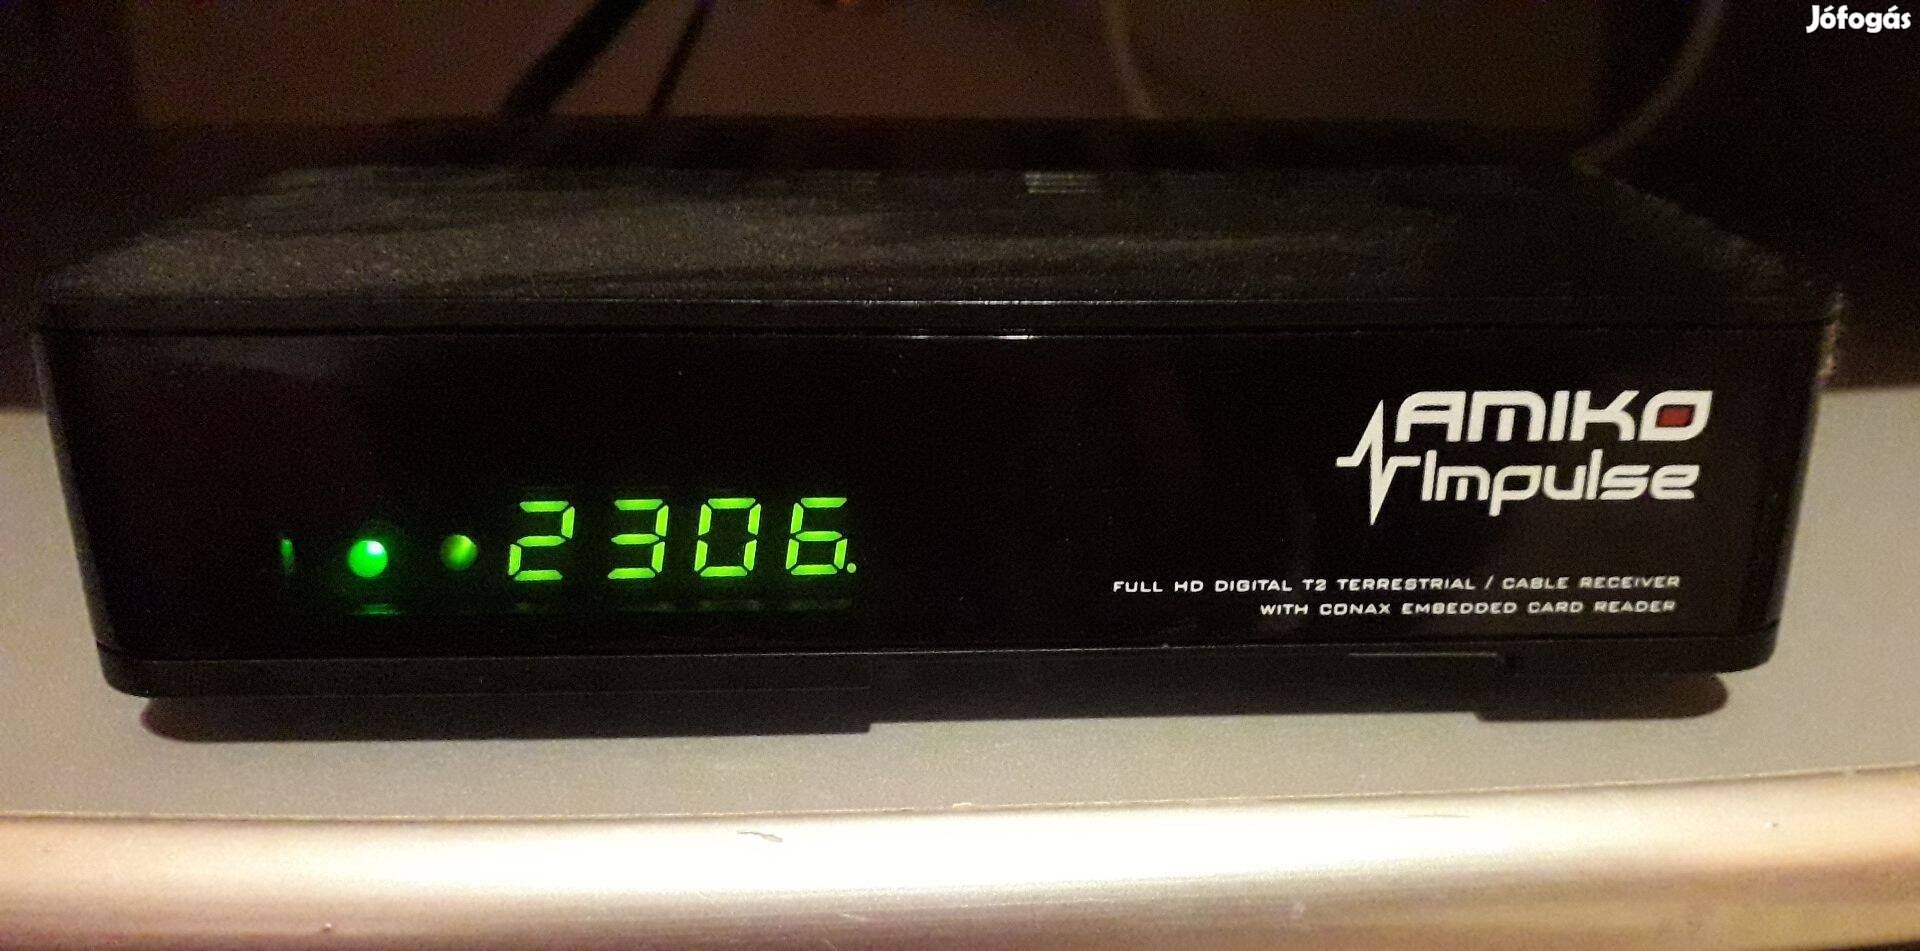 Jófogás
AMIKO
Impulse
2306.
FULL HD DIGITAL T2 TERRESTRIAL / CABLE RECEIVER
WITH CONAX EMBEDDED CARD READER